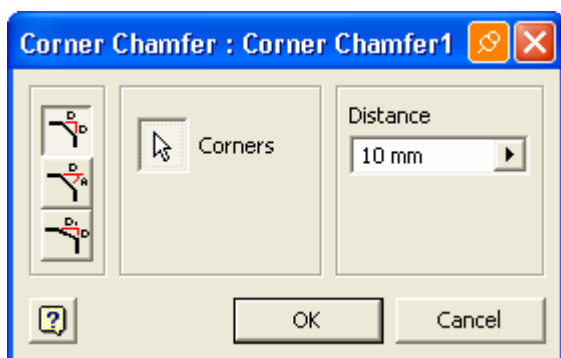 Corner Chamfer : Corner Chamfer1
D D
D A
D, D
Corners
Distance
10 mm
?
OK
Cancel